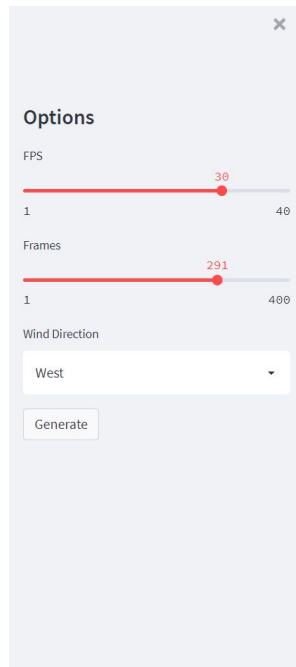 Options
FPS
30
1 40
Frames
291
1 400
Wind Direction
West
Generate